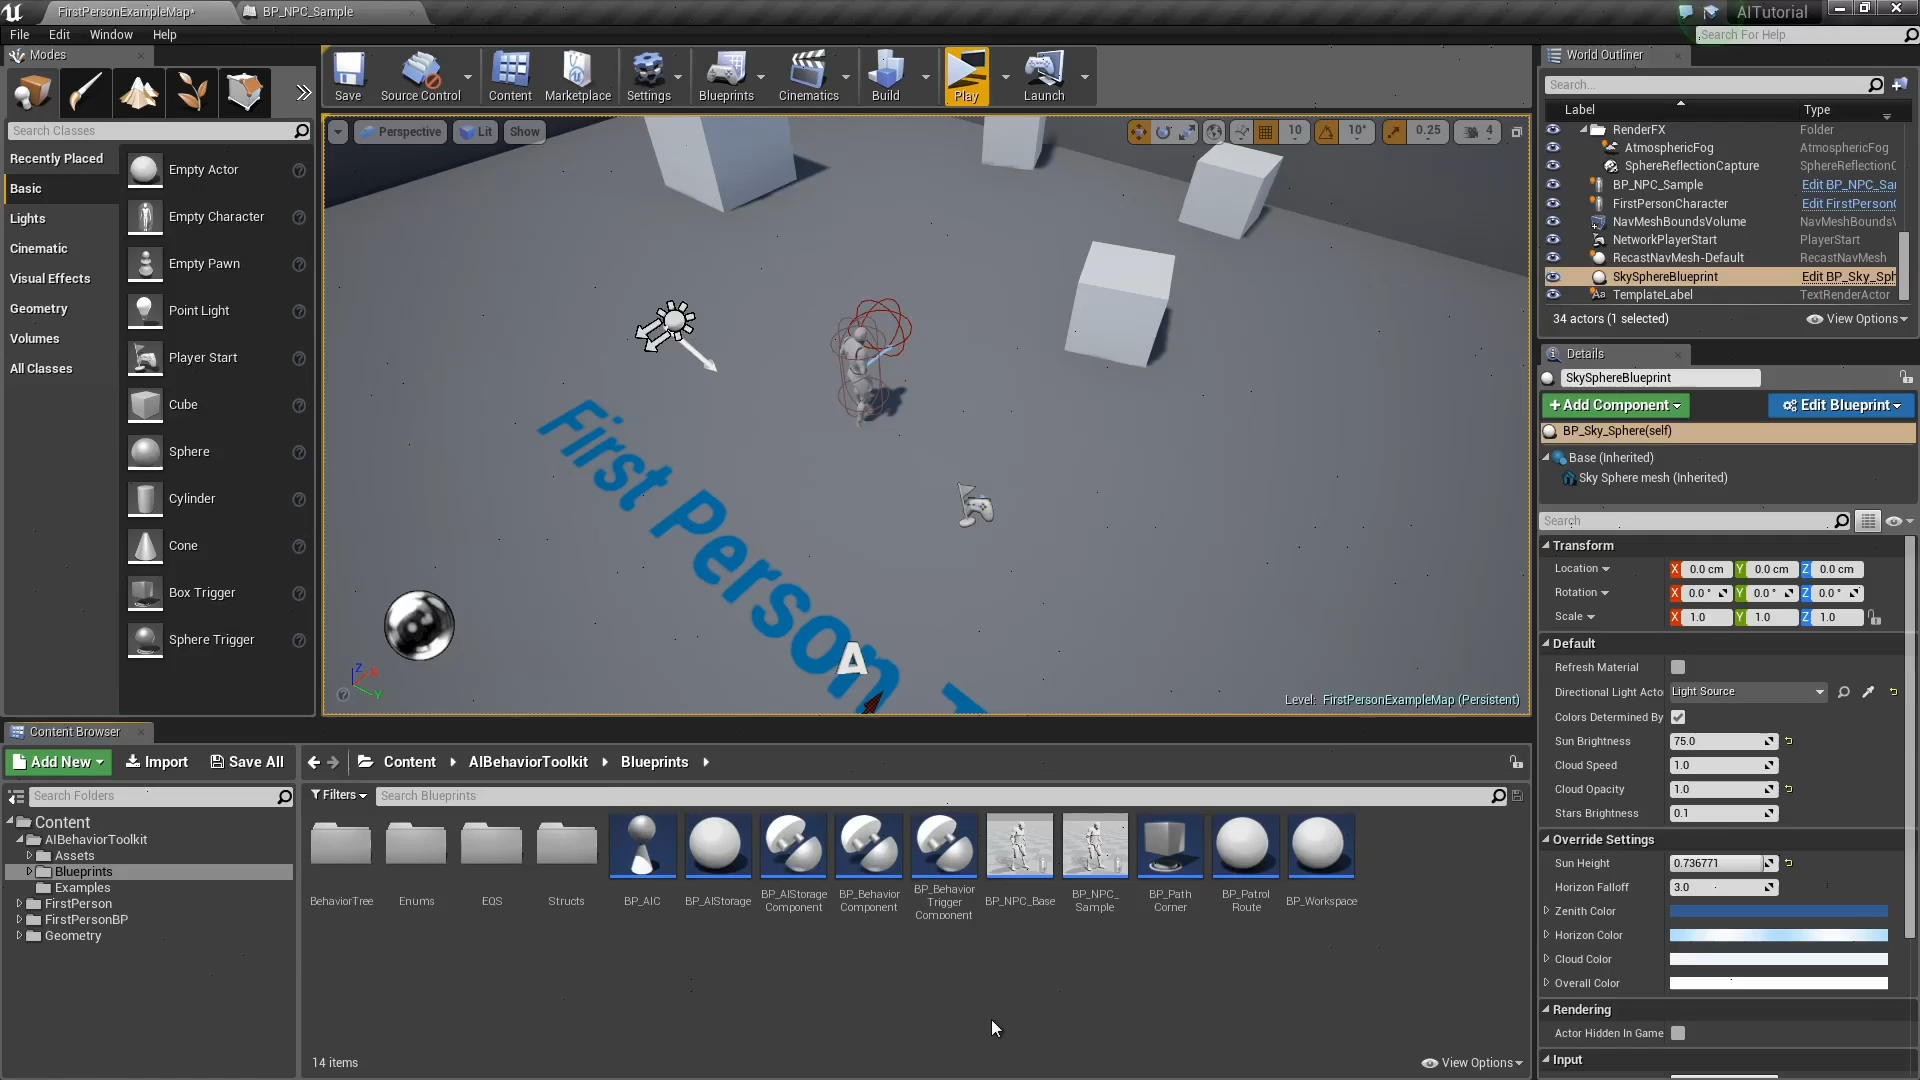 FirstPersonExampleMap*
BP_NPC_Sample
AITutorial
File Edit Window Help
Search For Help
Modes
Search Classes
Recently Placed
Basic
Lights
Cinematic
Visual Effects
Geometry
Volumes
All Classes
Empty Actor
Empty Character
Empty Pawn
Point Light
Player Start
Cube
Sphere
Cylinder
Cone
Box Trigger
Sphere Trigger
Save Source Control Content Marketplace Settings Blueprints Cinematics Build Play Launch
Perspective Lit Show
10 10° 0.25 4
First Person T
A
Level: FirstPersonExampleMap (Persistent)
World Outliner
Search...
Label Type
RenderFX Folder
AtmosphericFog AtmosphericFog
SphereReflectionCapture SphereReflectionC
BP_NPC_Sample Edit BP_NPC_Sa
FirstPersonCharacter Edit FirstPerson
NavMeshBoundsVolume NavMeshBounds
NetworkPlayerStart PlayerStart
RecastNavMesh-Default RecastNavMesh
SkySphereBlueprint Edit BP_Sky_Sph
TemplateLabel TextRenderActor
34 actors (1 selected) View Options
Details
SkySphereBlueprint
+ Add Component Edit Blueprint
BP_Sky_Sphere(self)
Base (Inherited)
Sky Sphere mesh (Inherited)
Search
Transform
Location X 0.0 cm Y 0.0 cm Z 0.0 cm
Rotation X 0.0 ° Y 0.0 ° Z 0.0 °
Scale X 1.0 Y 1.0 Z 1.0
Default
Refresh Material
Directional Light Acto Light Source
Colors Determined By
Sun Brightness 75.0
Cloud Speed 1.0
Cloud Opacity 1.0
Stars Brightness 0.1
Override Settings
Sun Height 0.736771
Horizon Falloff 3.0
Zenith Color
Horizon Color
Cloud Color
Overall Color
Rendering
Actor Hidden In Game
Input
Content Browser
Add New Import Save All Content AIBehaviorToolkit Blueprints
Search Folders
Filters Search Blueprints
Content
AIBehaviorToolkit
Assets
Blueprints
Examples
FirstPerson
FirstPersonBP
Geometry
BehaviorTree
Enums
EQS
Structs
BP_AIC
BP_AIStorage
BP_AIStorage
Component
BP_Behavior
Component
BP_Behavior
Trigger
Component
BP_NPC_Base
BP_NPC_
Sample
BP_Path
Corner
BP_Patrol
Route
BP_Workspace
14 items
View Options